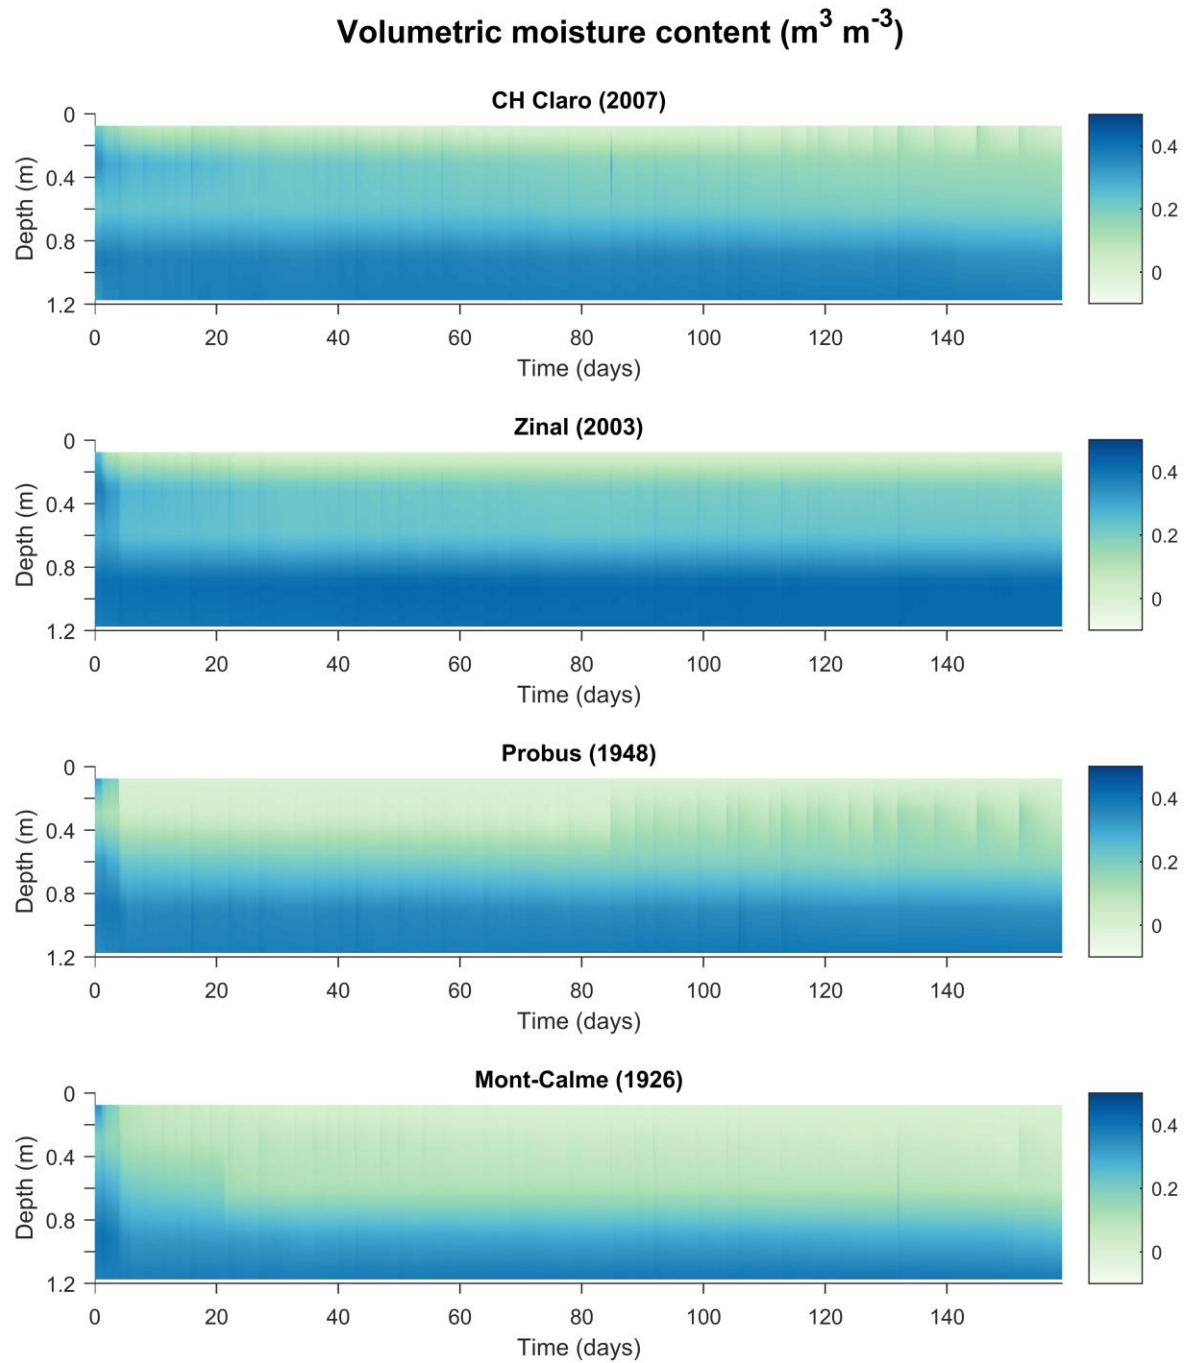 Volumetric moisture content (m³ m⁻³)
CH Claro (2007)
0
0.4
0.8
1.2
Depth (m)
0 20 40 60 80 100 120 140
Time (days)
0.4
0.2
0
Zinal (2003)
0
0.4
0.8
1.2
Depth (m)
0 20 40 60 80 100 120 140
Time (days)
0.4
0.2
0
Probus (1948)
0
0.4
0.8
1.2
Depth (m)
0 20 40 60 80 100 120 140
Time (days)
0.4
0.2
0
Mont-Calme (1926)
0
0.4
0.8
1.2
Depth (m)
0 20 40 60 80 100 120 140
Time (days)
0.4
0.2
0